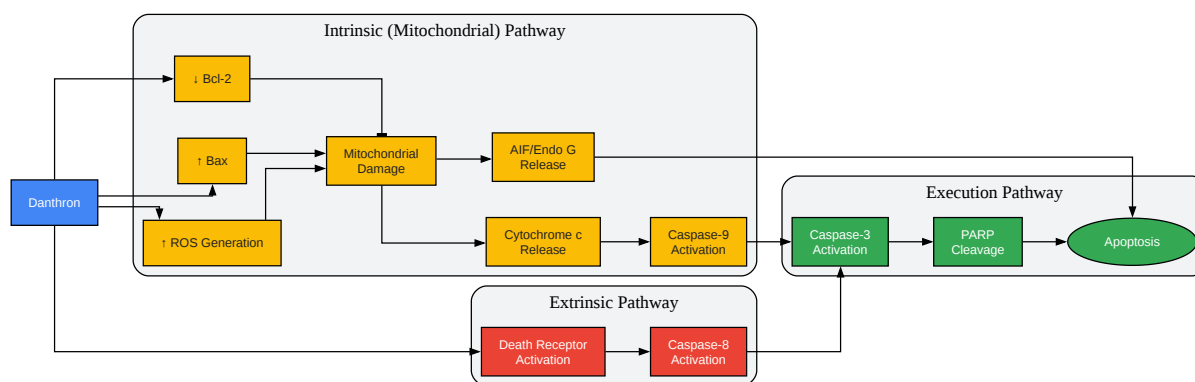 Intrinsic (Mitochondrial) Pathway
↓ Bcl-2
↑ Bax
Mitochondrial
Damage
AIF/Endo G
Release
Danthron
↑ ROS Generation
Cytochrome c
Release
Caspase-9
Activation
Execution Pathway
Caspase-3
Activation
PARP
Cleavage
Apoptosis
Extrinsic Pathway
Death Receptor
Activation
Caspase-8
Activation